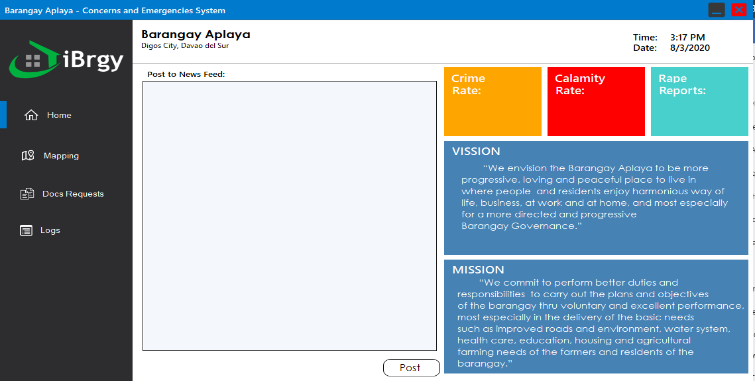 Barangay Aplaya - Concerns and Emergencies System
iBrgy
Home
Mapping
Docs Requests
Logs
Barangay Aplaya
Digos City, Davao del Sur
Time: 3:17 PM
Date: 8/3/2020
Post to News Feed:
Post
Crime
Rate:
Calamity
Rate:
Rape
Reports:
VISSION
"We envision the Barangay Aplaya to be more
progressive, loving and peaceful place to live in
where people and residents enjoy harmonious way of
life, business, at work and at home, and most especially
for a more directed and progressive
Barangay Governance."
MISSION
"We commit to perform better duties and
responsibilities to carry out the plans and objectives
of the barangay thru voluntary and excellent performance,
most especially in the delivery of the basic needs
such as improved roads and environment, water system,
health care, education, housing and agricultural
farming needs of the farmers and residents of the
barangay."